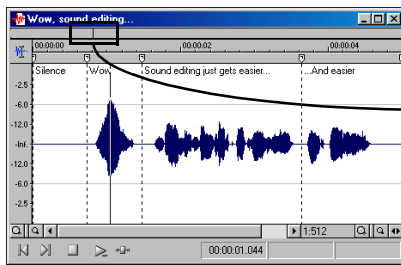 Wow, sound editing...
00:00:00 00:00:02 00:00:04
Silence Wow Sound editing just gets easier... ...And easier
-2.5
-6.0
-12.0
-Inf.
-12.0
-6.0
-2.5
1:512
00:00:01.044